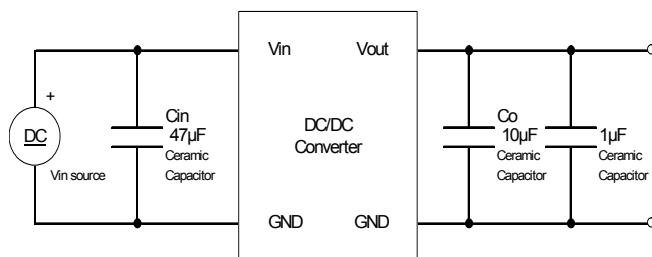 Vin Vout
+
Cin
47µF
Ceramic
Capacitor
DC
Vin source
DC/DC
Converter
Co
10µF
Ceramic
Capacitor
1µF
Ceramic
Capacitor
GND GND